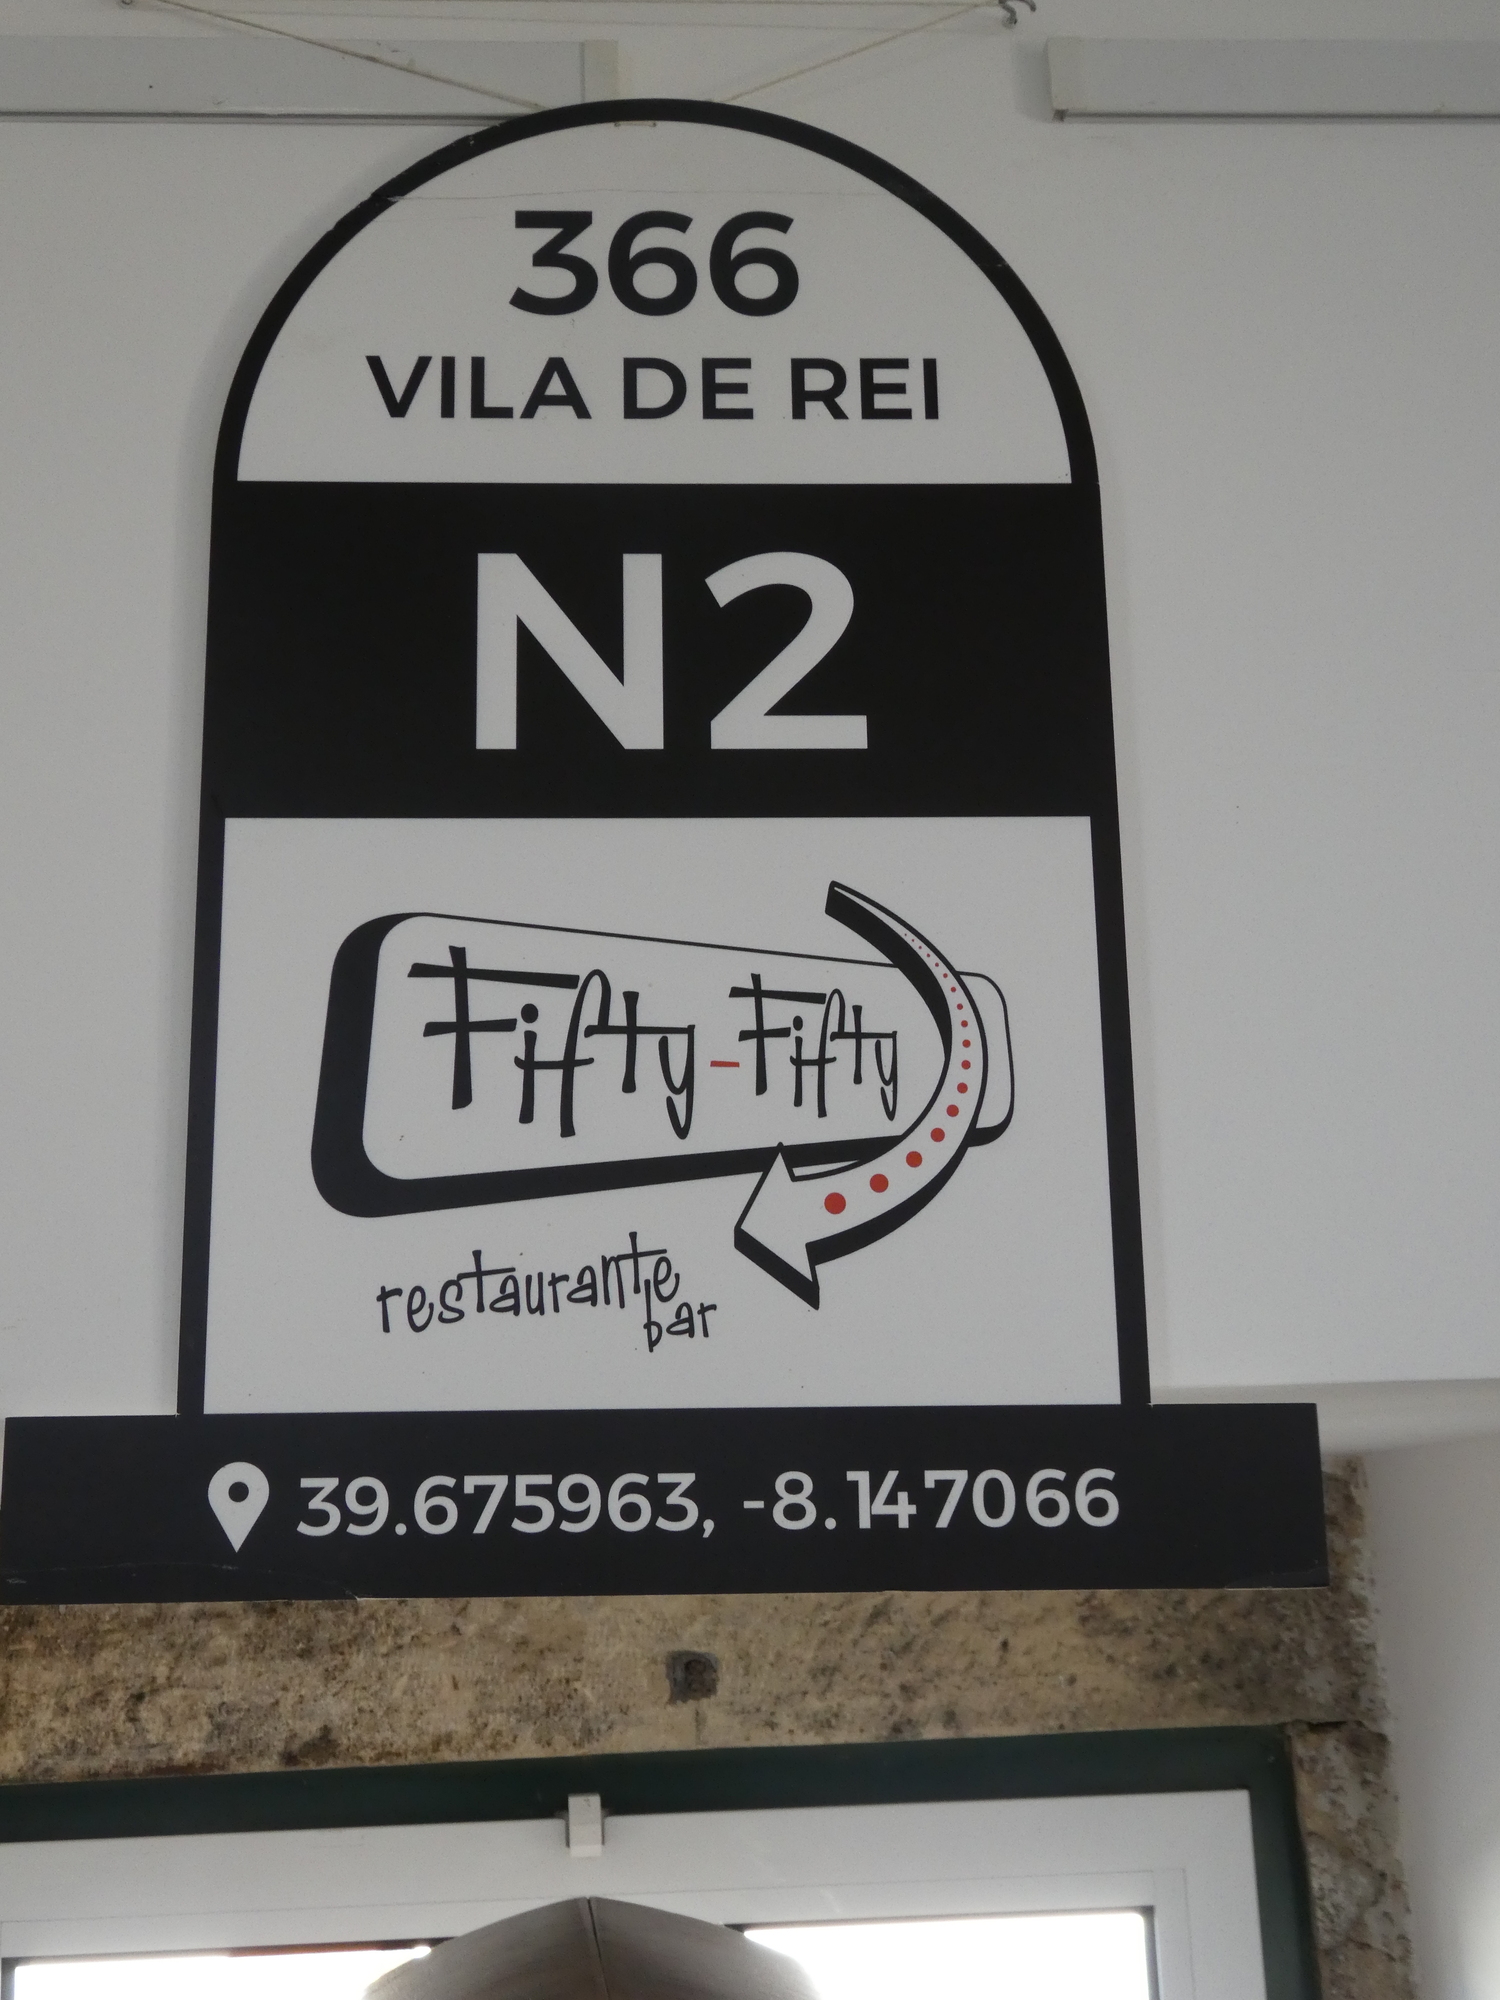 366
VILA DE REI
N2
Fifty-Fifty
restaurante
bar
39.675963, -8.147066